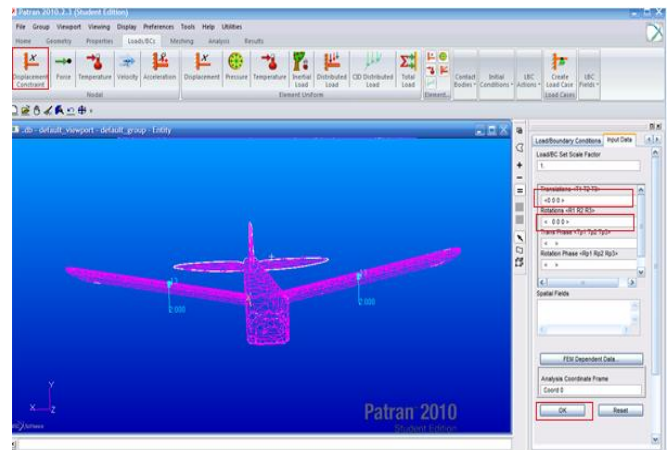 Patran 2010.2.3 (Student Edition)
File Group Viewport Viewing Display Preferences Tools Help Utilities
Home Geometry Properties Loads/BCs Meshing Analysis Results
Displacement Constraint Force Temperature Velocity Acceleration Displacement Pressure Temperature Inertial Load Distributed Load CID Distributed Load Total Load Contact Bodies Initial Conditions LBC Actions Create Load Case LBC Fields
Nodal Element Uniform Element... Load Cases
.db - default_viewport - default_group - Entity
Load/Boundary Conditions Input Data
Load/BC Set Scale Factor
1.
Translations <T1 T2 T3>
<0 0 0 >
Rotations <R1 R2 R3>
< 0 0 0 >
Trans Phase <Tp1 Tp2 Tp3>
< >
Rotation Phase <Rp1 Rp2 Rp3>
< >
Spatial Fields
FEM Dependent Data...
Analysis Coordinate Frame
Coord 0
OK Reset
2.000
2.000
Y
X Z
Patran 2010
Student Edition